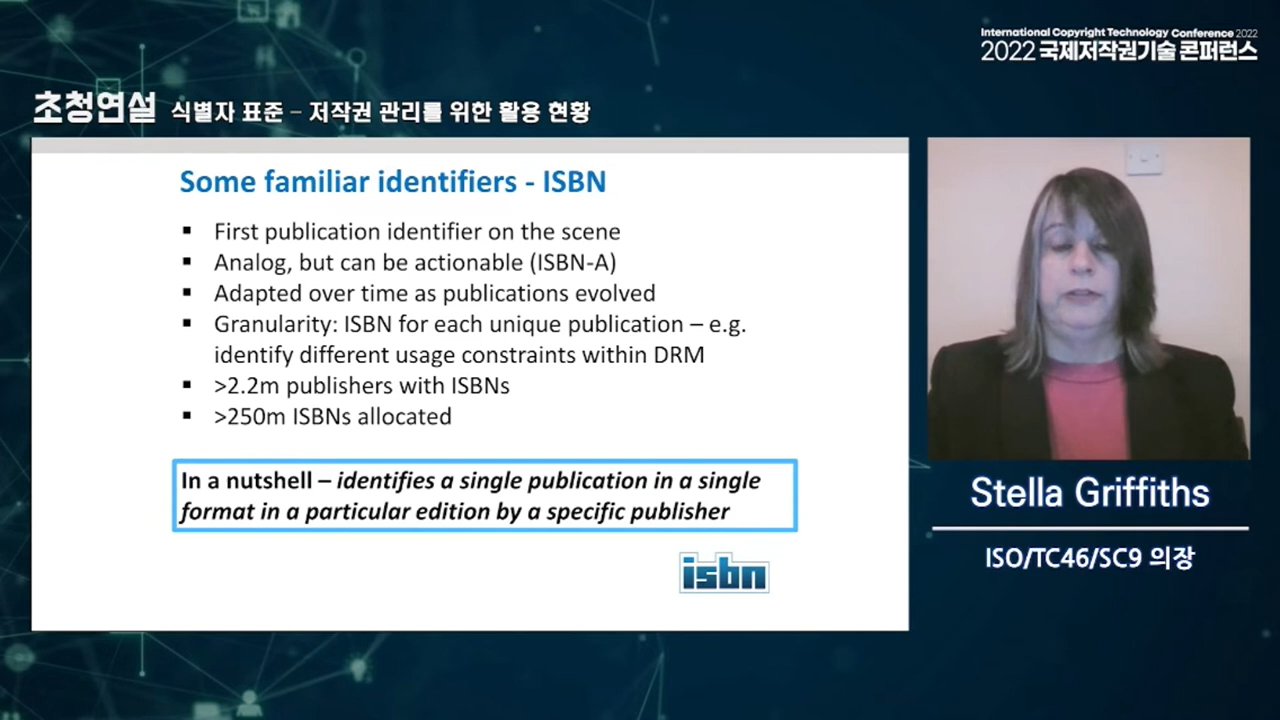 International Copyright Technology Conference 2022
2022 국제저작권기술 콘퍼런스
초청연설 식별자 표준 – 저작권 관리를 위한 활용 현황
Some familiar identifiers - ISBN
▪ First publication identifier on the scene
▪ Analog, but can be actionable (ISBN-A)
▪ Adapted over time as publications evolved
▪ Granularity: ISBN for each unique publication – e.g.
identify different usage constraints within DRM
▪ >2.2m publishers with ISBNs
▪ >250m ISBNs allocated
In a nutshell – identifies a single publication in a single
format in a particular edition by a specific publisher
isbn
Stella Griffiths
ISO/TC46/SC9 의장